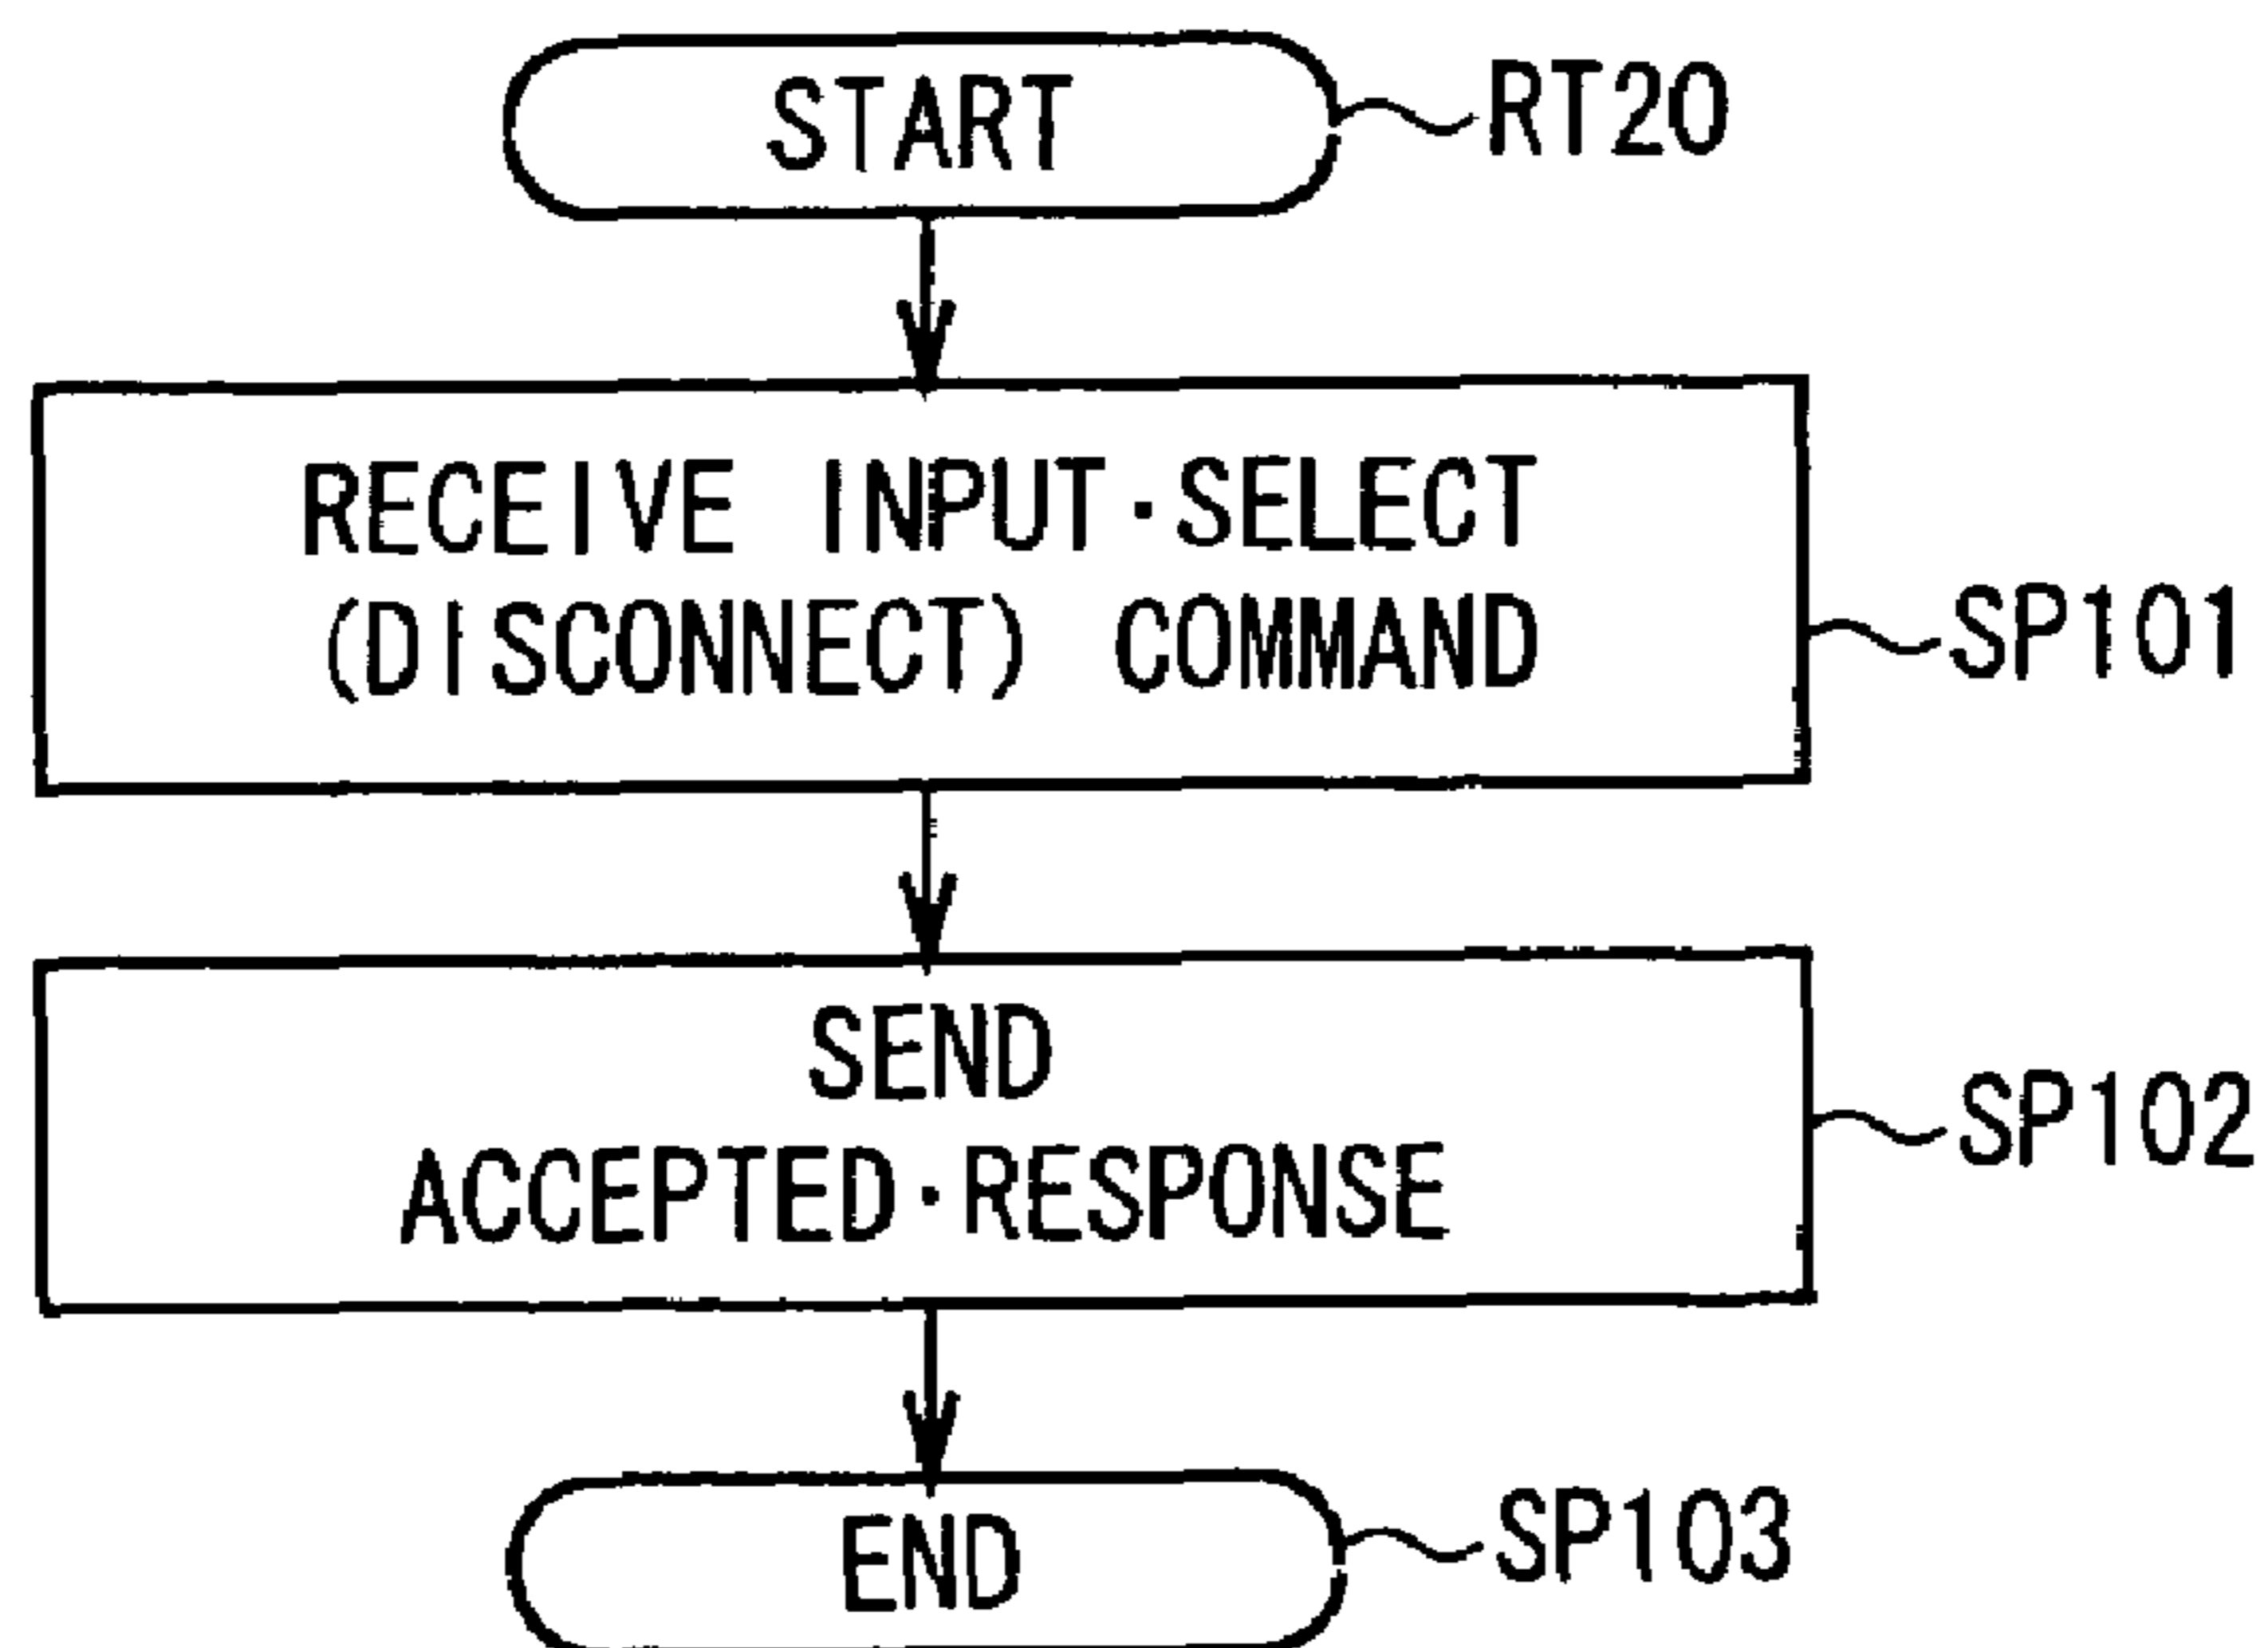 START
RT20
RECEIVE INPUT·SELECT
(DISCONNECT) COMMAND
SP101
SEND
ACCEPTED·RESPONSE
SP102
END
SP103